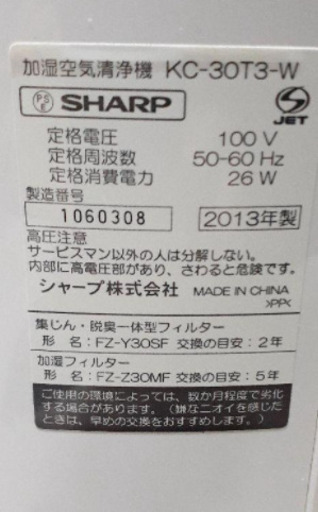 加湿空気清浄機 KC-30T3-W
PS E SHARP JET
定格電圧 100 V
定格周波数 50-60 Hz
定格消費電力 26 W
製造番号
1060308 2013年製
高圧注意
サービスマン以外の人は分解しない。
内部に高電圧部があり、さわると危険です。
シャープ株式会社 MADE IN CHINA
>PP<
集じん・脱臭一体型フィルター
形 名：FZ-Y30SF 交換の目安：2年
加湿フィルター
形 名：FZ-Z30MF 交換の目安：5年
ご使用の環境によっては、数か月程度で劣化
する場合があります。（嫌なニオイを感じた
ときは、早めの交換をおすすめします。）